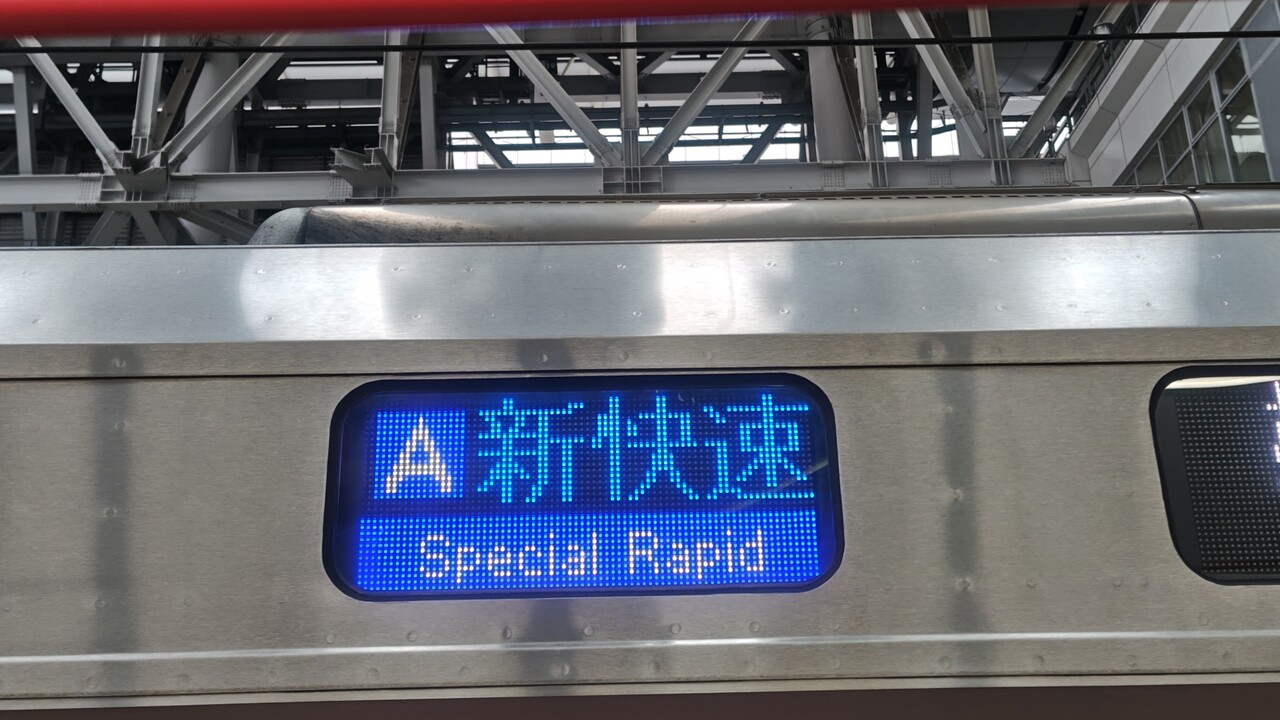 A 新快速
Special Rapid